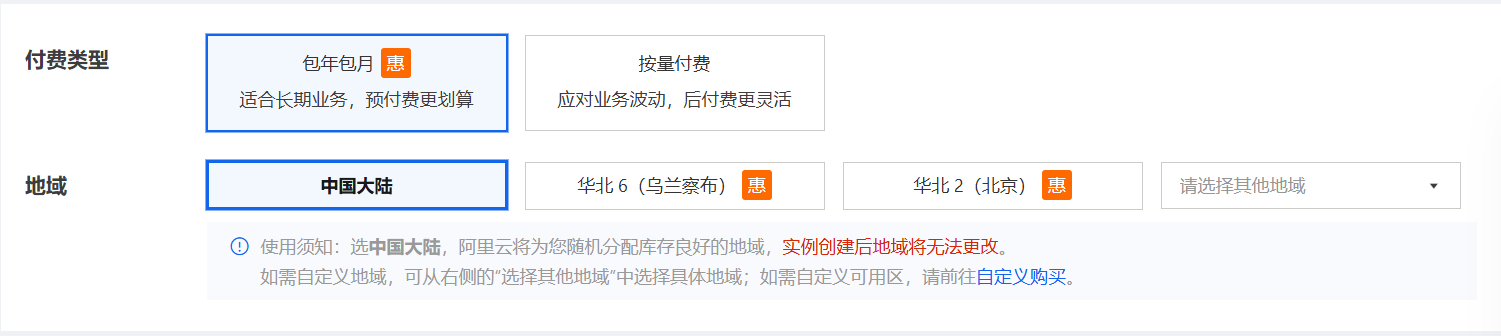 付费类型
包年包月 惠
适合长期业务，预付费更划算
按量付费
应对业务波动，后付费更灵活
地域
中国大陆
华北 6（乌兰察布） 惠
华北 2（北京） 惠
请选择其他地域
使用须知：选中国大陆，阿里云将为您随机分配库存良好的地域，实例创建后地域将无法更改。
如需自定义地域，可从右侧的“选择其他地域”中选择具体地域；如需自定义可用区，请前往自定义购买。